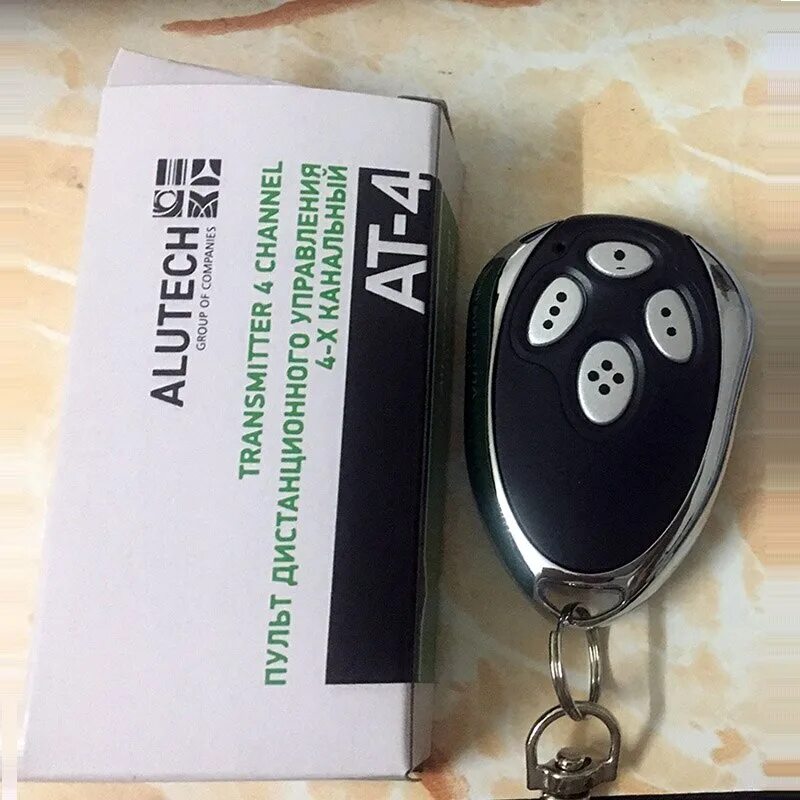 ALUTECH
GROUP OF COMPANIES
TRANSMITTER 4 CHANNEL
ПУЛЬТ ДИСТАНЦИОННОГО УПРАВЛЕНИЯ
4-Х КАНАЛЬНЫЙ
AT-4